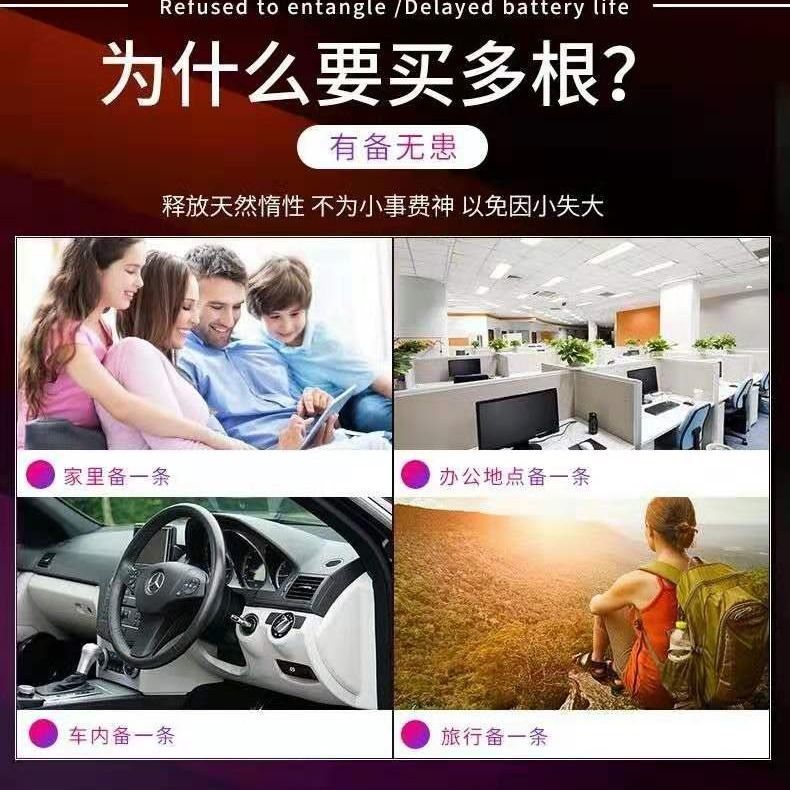 Refused to entangle /Delayed battery life
为什么要买多根?
有备无患
释放天然惰性 不为小事费神 以免因小失大
家里备一条
办公地点备一条
车内备一条
旅行备一条